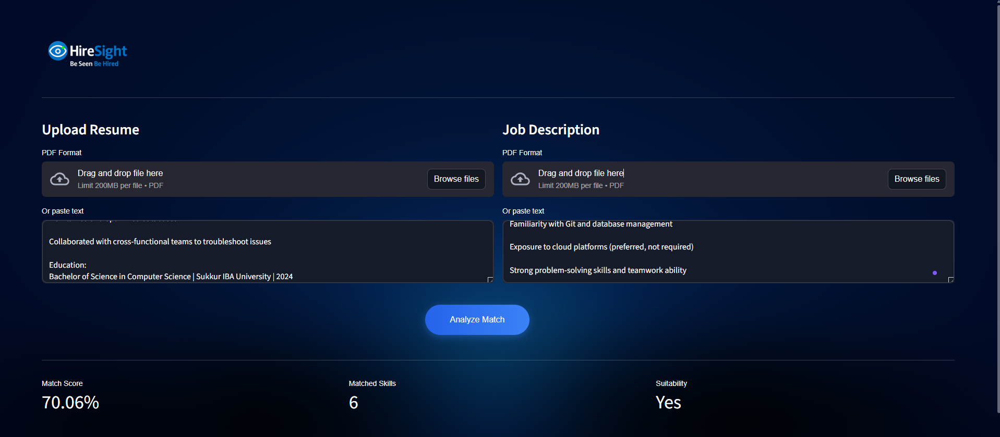 HireSight
Be Seen Be Hired
Upload Resume
PDF Format
Drag and drop file here
Limit 200MB per file • PDF
Browse files
Or paste text
Collaborated with cross-functional teams to troubleshoot issues
Education:
Bachelor of Science in Computer Science | Sukkur IBA University | 2024
Job Description
PDF Format
Drag and drop file here
Limit 200MB per file • PDF
Browse files
Or paste text
Familiarity with Git and database management
Exposure to cloud platforms (preferred, not required)
Strong problem-solving skills and teamwork ability
Analyze Match
Match Score
70.06%
Matched Skills
6
Suitability
Yes